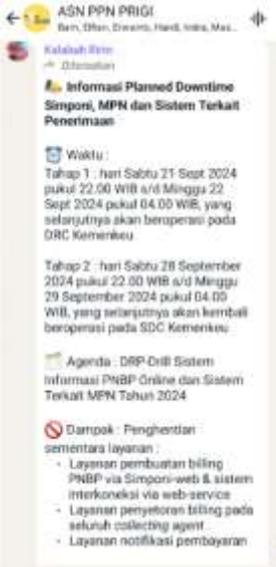 ASN PPN PRIGI
Diteruskan
Informasi Planned Downtime
Simponi, MPN dan Sistem Terkait
Penerimaan
Waktu :
Tahap 1 : hari Sabtu 21 Sept 2024
pukul 22.00 WIB s/d Minggu 22
Sept 2024 pukul 04.00 WIB, yang
selanjutnya akan beroperasi pada
DRC Kemenkeu
Tahap 2 : hari Sabtu 28 September
2024 pukul 22.00 WIB s/d Minggu
29 September 2024 pukul 04.00
WIB, yang selanjutnya akan kembali
beroperasi pada SDC Kemenkeu
Agenda : DRP-Drill Sistem
Informasi PNBP Online dan Sistem
Terkait MPN Tahun 2024
Dampak : Penghentian
sementara layanan :
- Layanan pembuatan billing
PNBP via Simponi-web & sistem
interkoneksi via web-service
- Layanan penyetoran billing pada
seluruh collecting agent
- Layanan notifikasi pembayaran